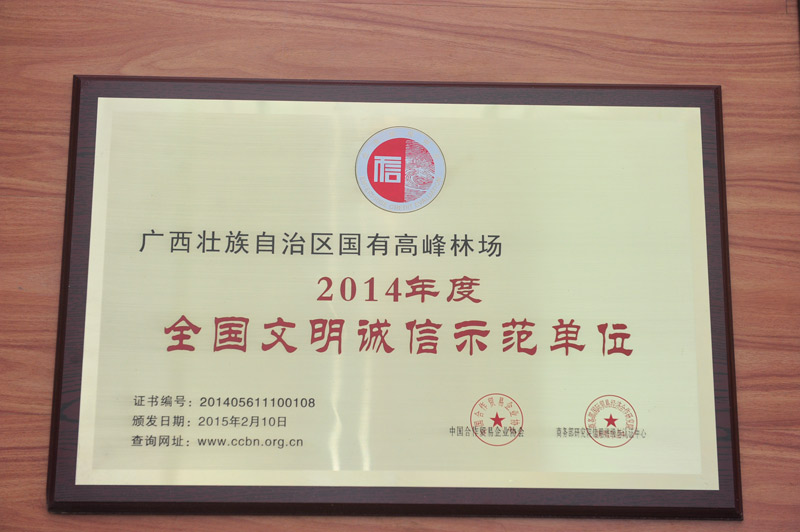 信
广西壮族自治区国有高峰林场
2014年度
全国文明诚信示范单位
证书编号：201405611100108
颁发日期：2015年2月10日
查询网址：www.ccbn.org.cn
中国合作贸易企业协会